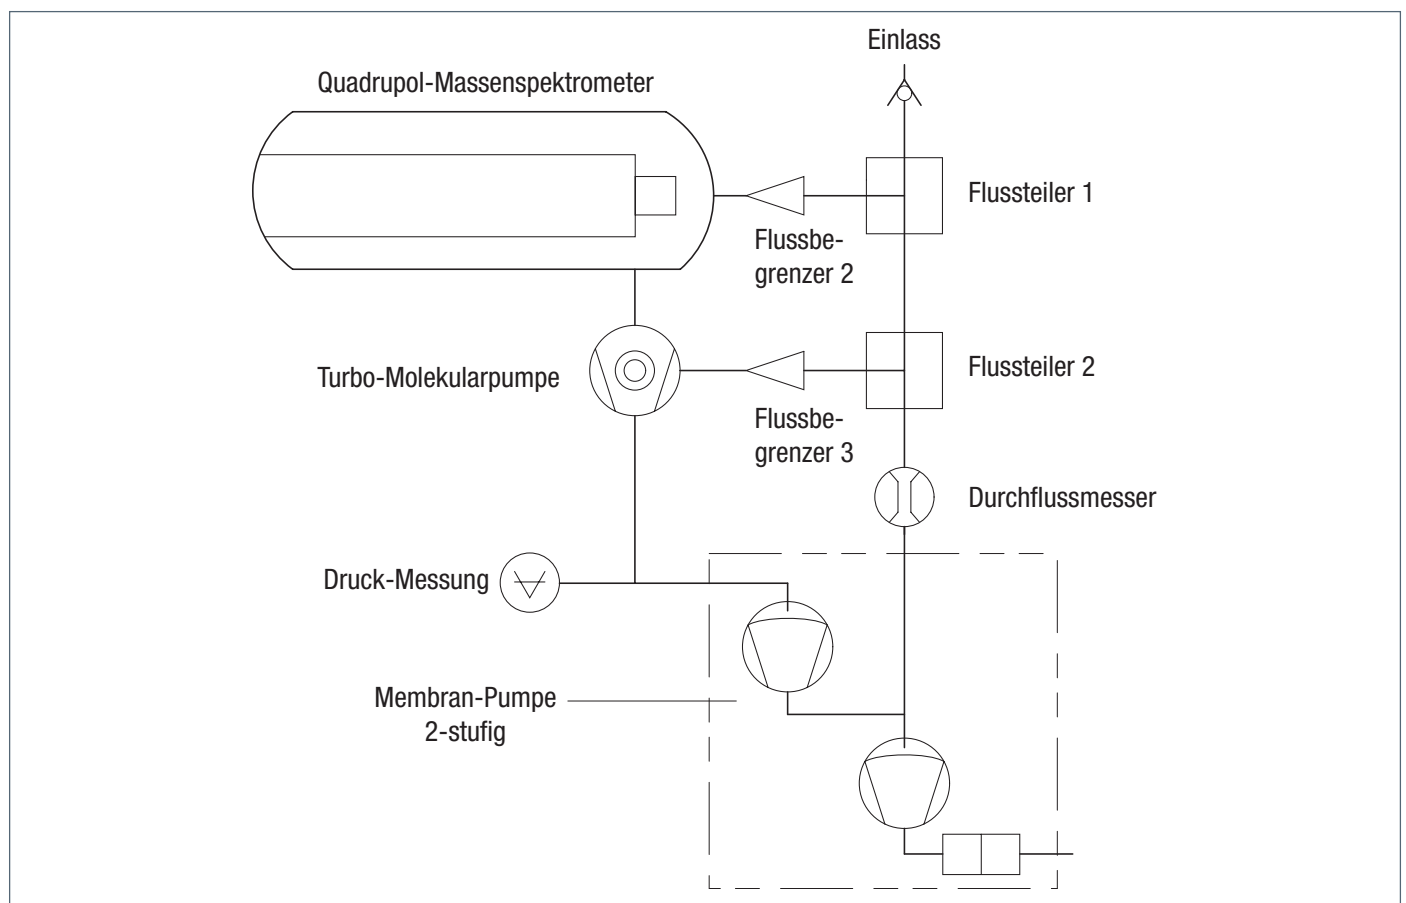 Einlass
Quadrupol-Massenspektrometer
Flussteiler 1
Flussbe-
grenzer 2
Turbo-Molekularpumpe
Flussteiler 2
Flussbe-
grenzer 3
Durchflussmesser
Druck-Messung
Membran-Pumpe
2-stufig